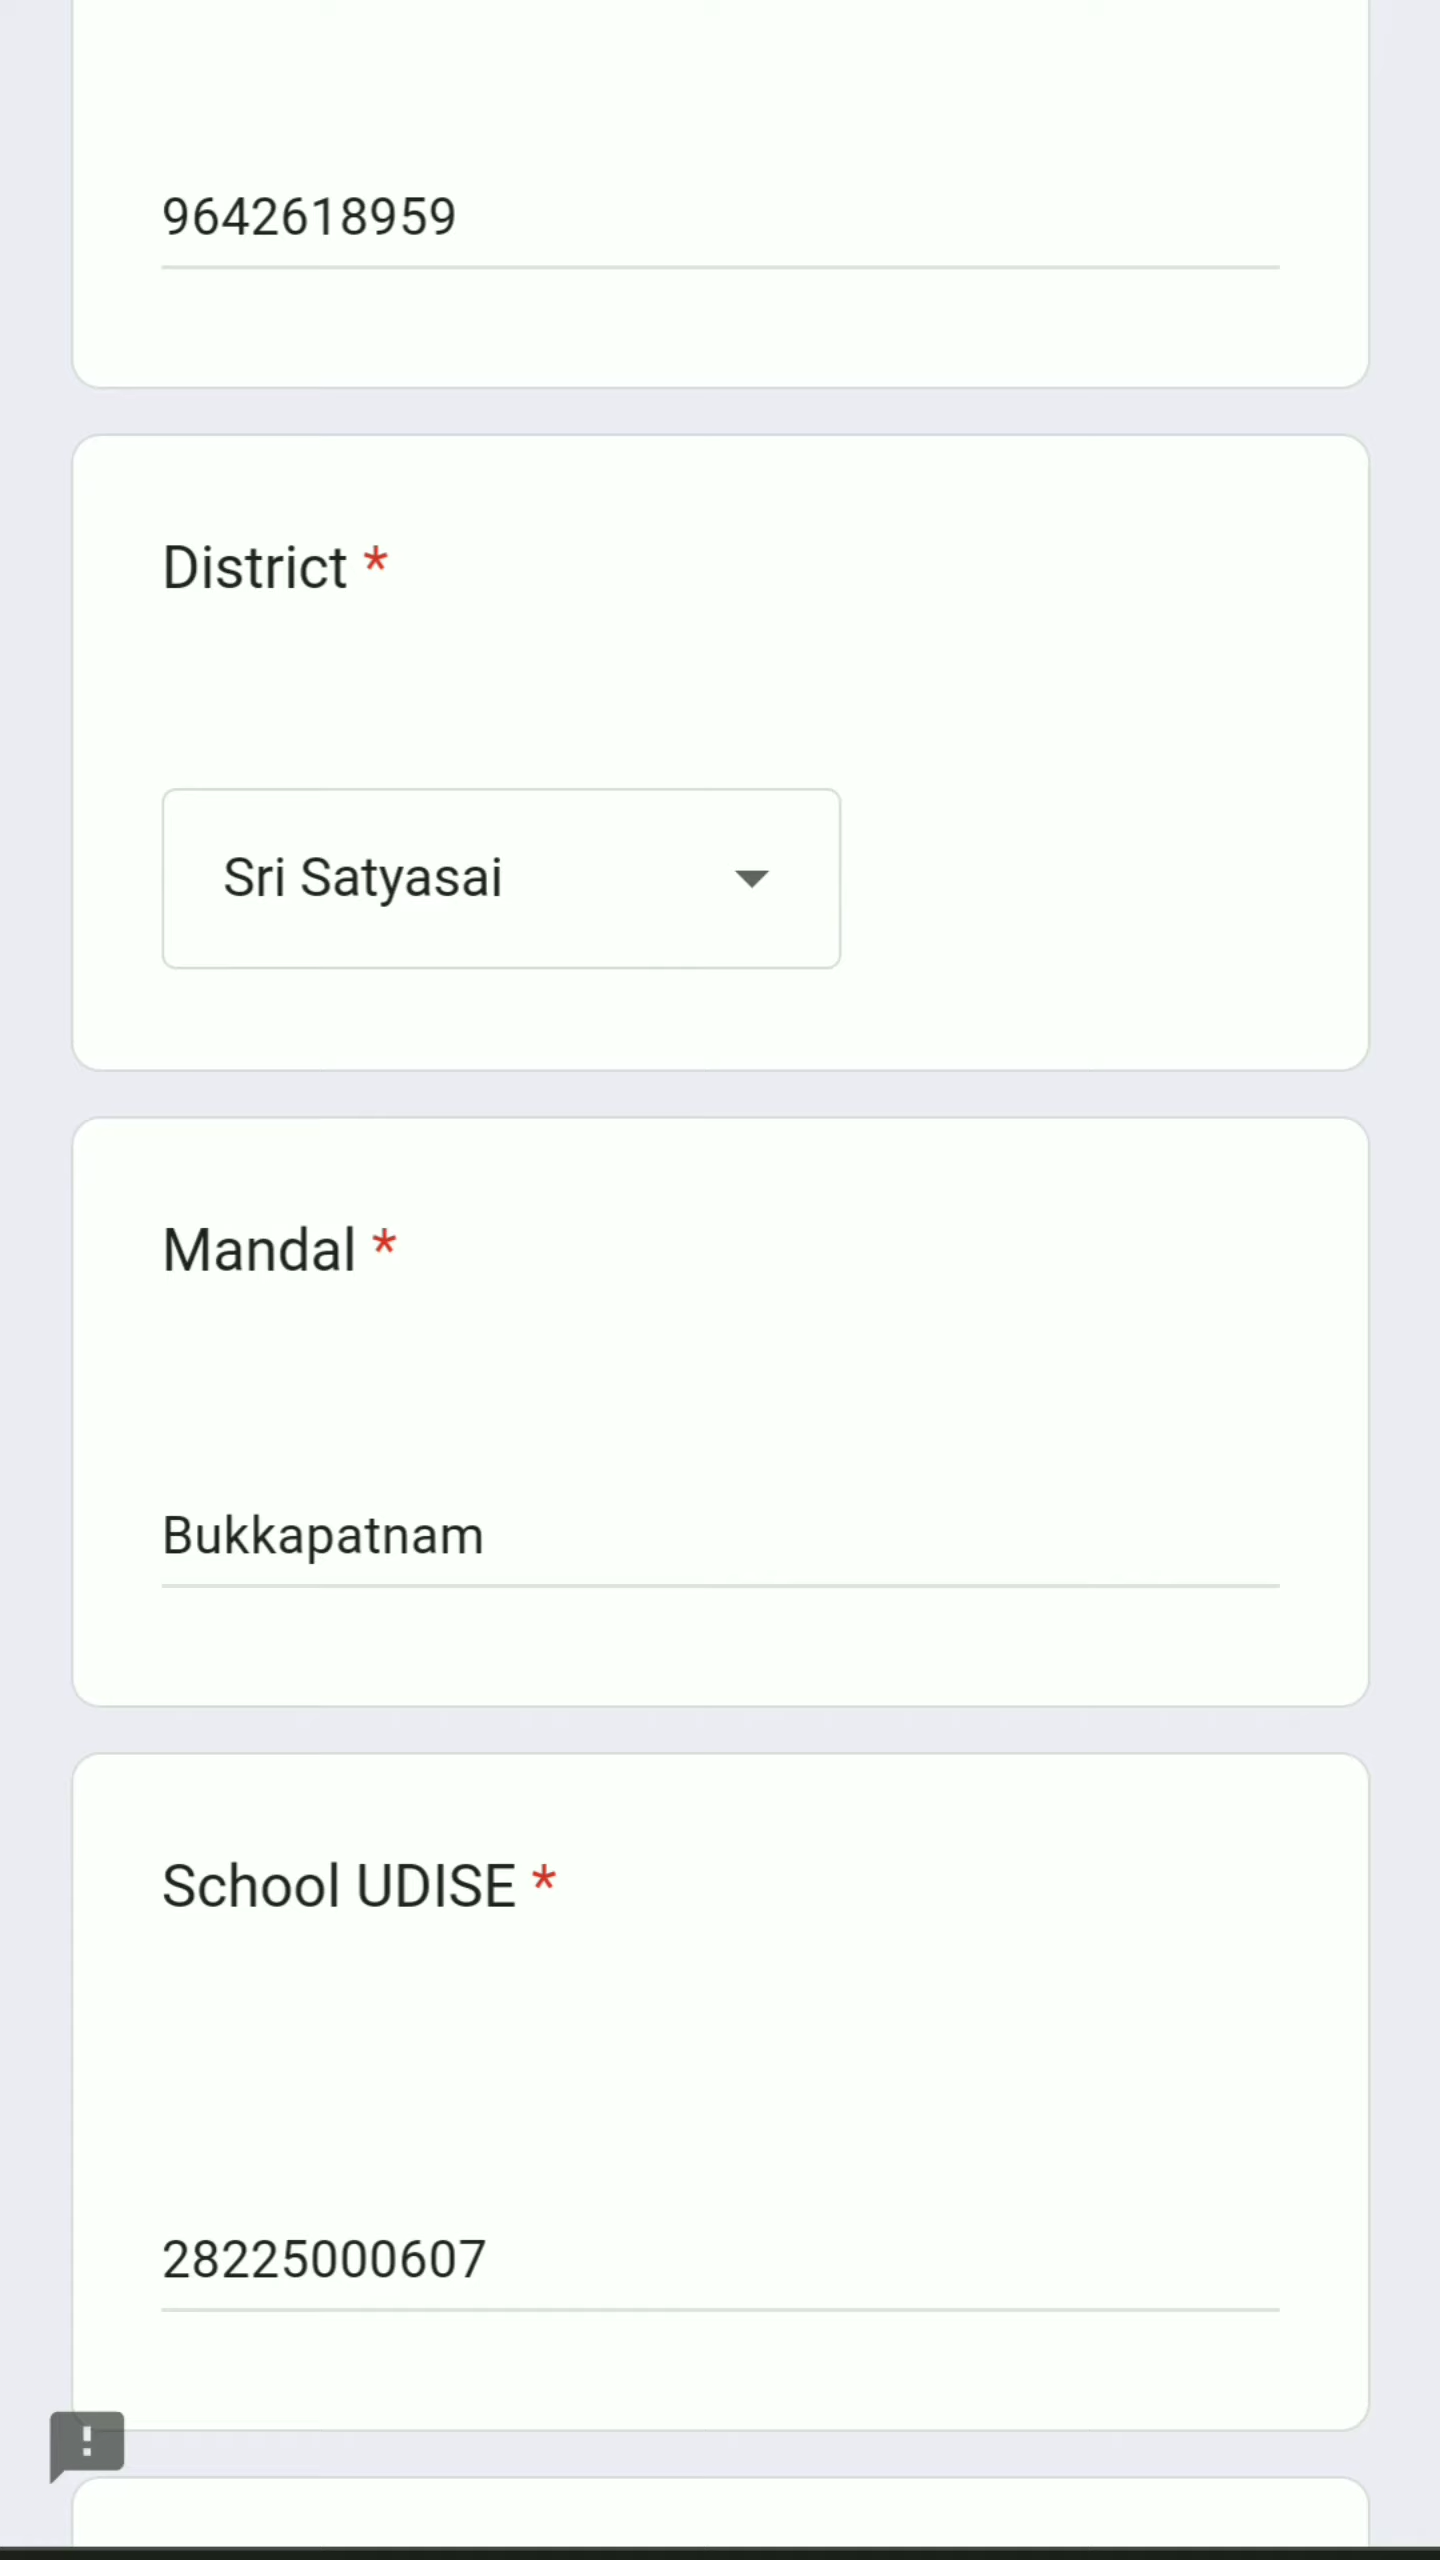 9642618959
District *
Sri Satyasai
Mandal *
Bukkapatnam
School UDISE *
28225000607